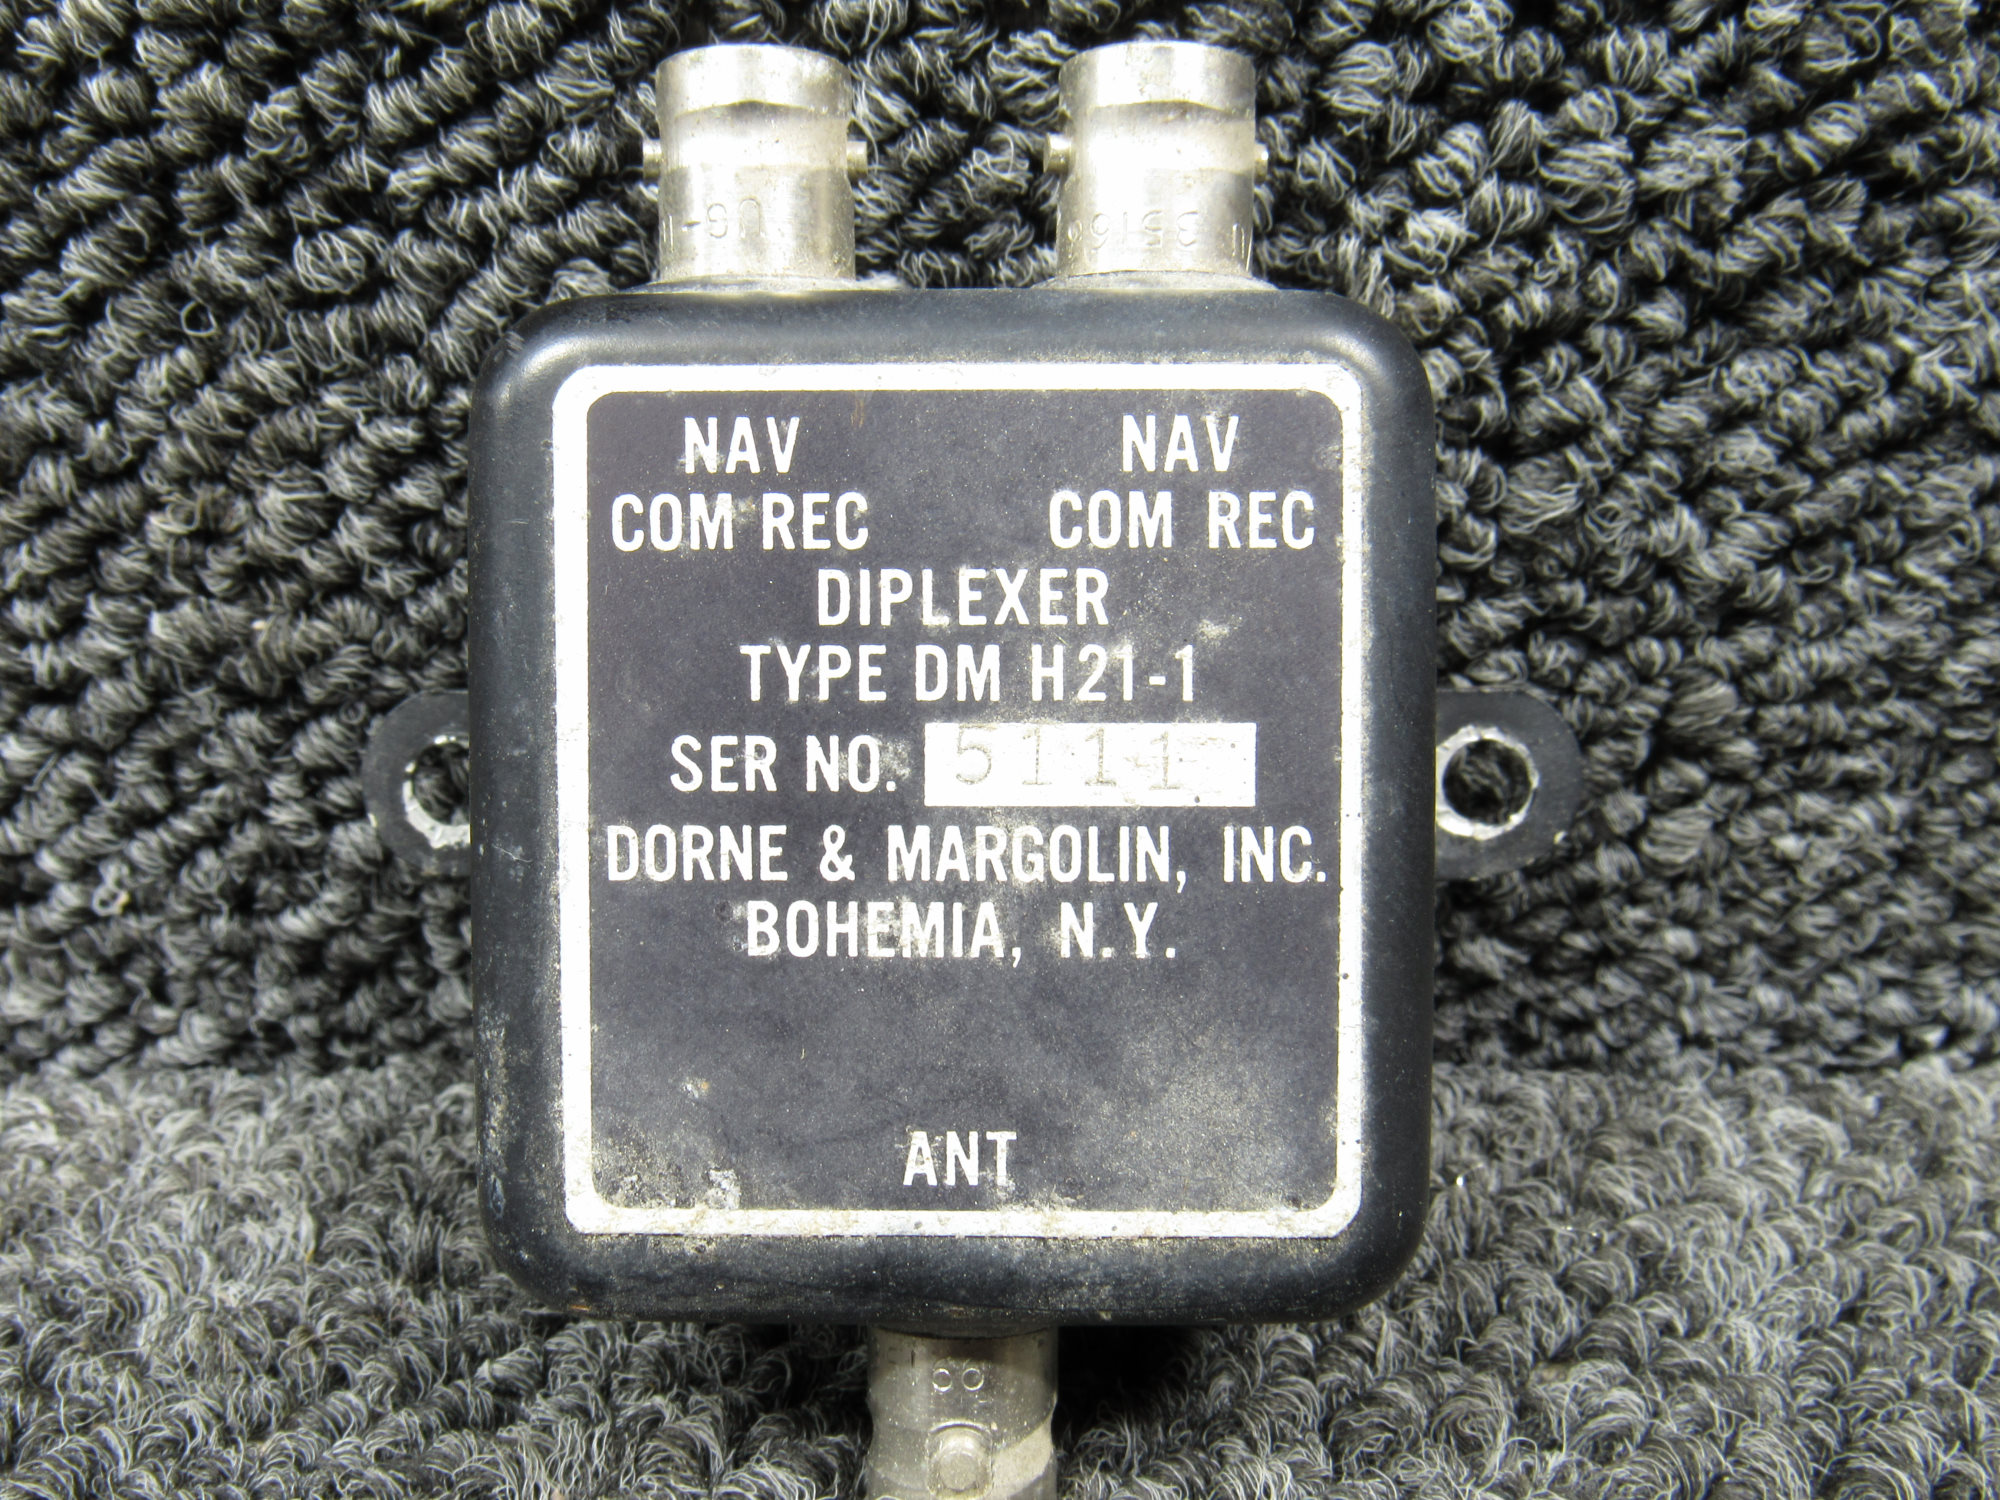 NAV NAV
COM REC COM REC
DIPLEXER
TYPE DM H21-1
SER NO. 5111
DORNE & MARGOLIN, INC.
BOHEMIA, N.Y.
ANT